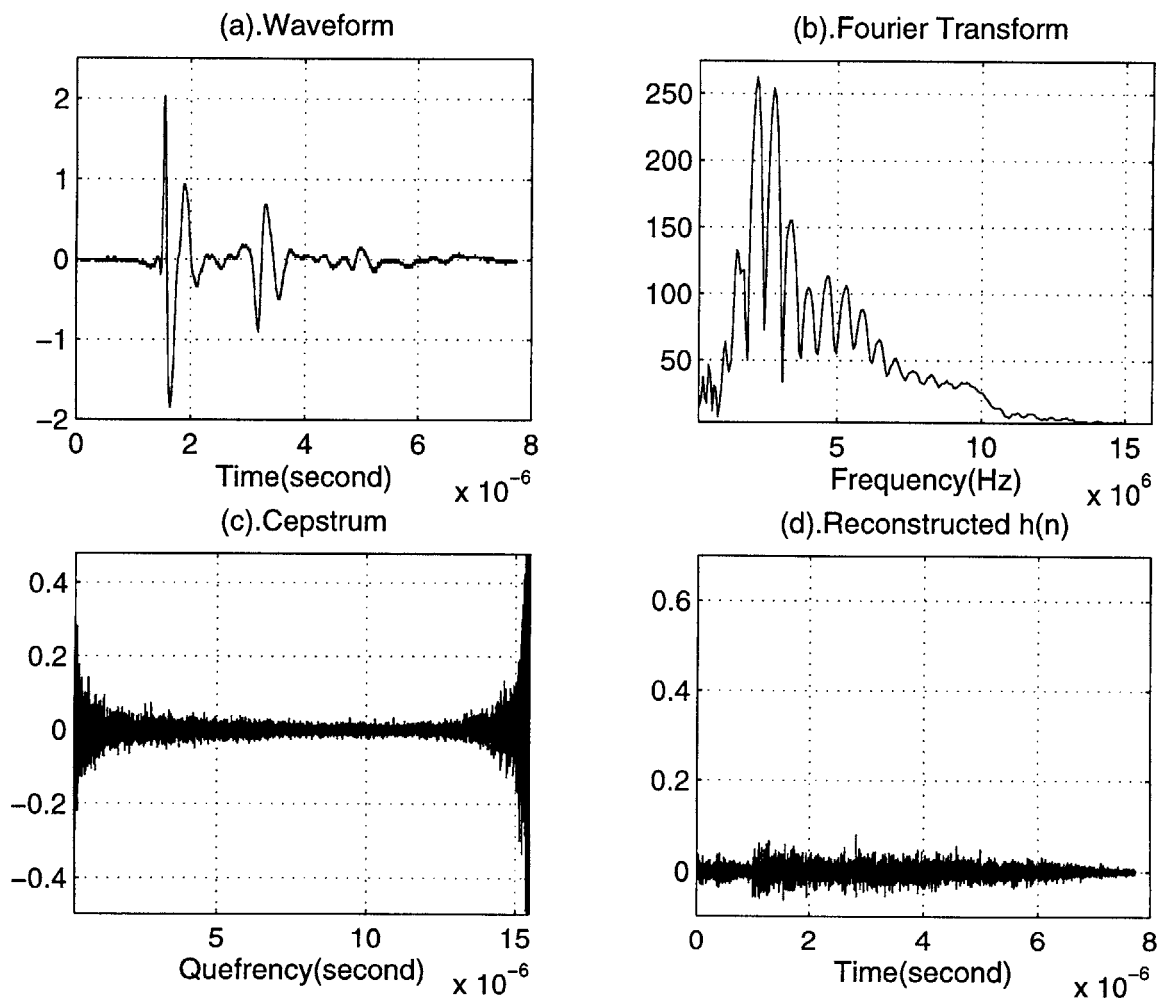 (a).Waveform
2
1
0
−1
−2
0
2
4
6
8
Time(second)
x 10−6
(b).Fourier Transform
250
200
150
100
50
5
10
15
Frequency(Hz)
x 10⁶
(c).Cepstrum
0.4
0.2
0
−0.2
−0.4
5
10
15
Quefrency(second)
x 10−6
(d).Reconstructed h(n)
0.6
0.4
0.2
0
0
2
4
6
8
Time(second)
x 10−6